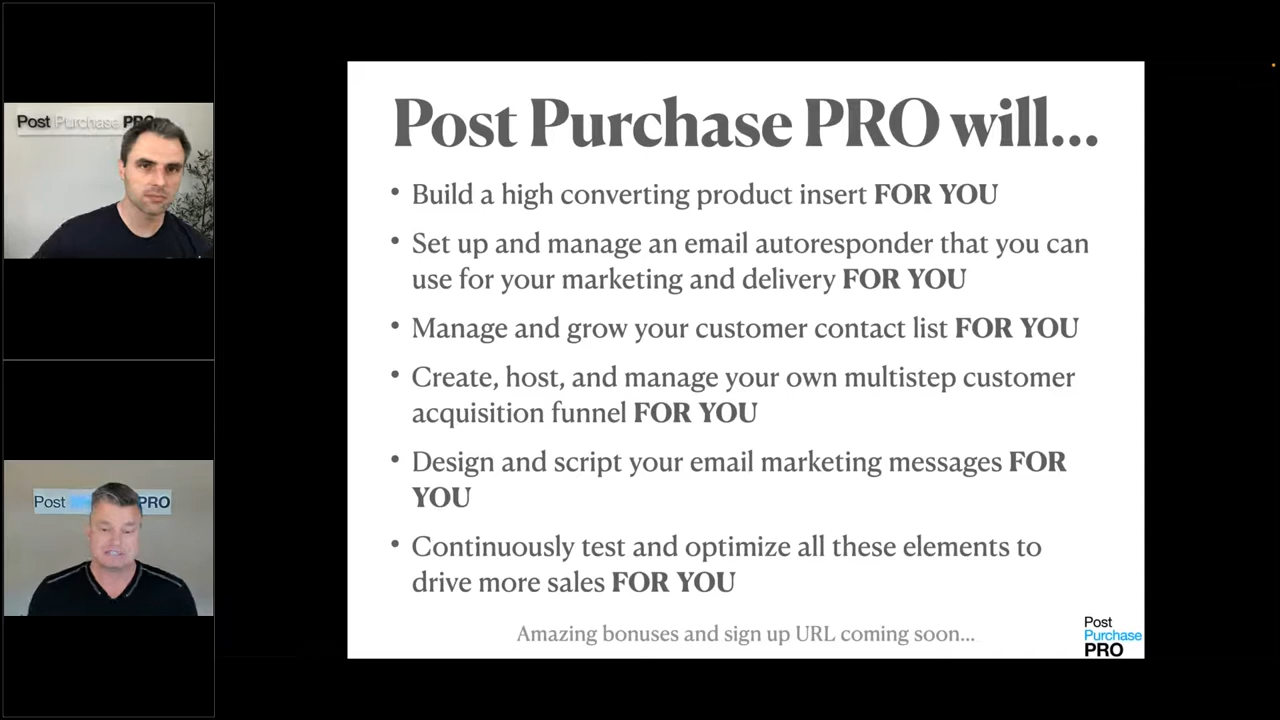 Post Purchase PRO
Post PRO
Post Purchase PRO will...
• Build a high converting product insert FOR YOU
• Set up and manage an email autoresponder that you can
use for your marketing and delivery FOR YOU
• Manage and grow your customer contact list FOR YOU
• Create, host, and manage your own multistep customer
acquisition funnel FOR YOU
• Design and script your email marketing messages FOR
YOU
• Continuously test and optimize all these elements to
drive more sales FOR YOU
Amazing bonuses and sign up URL coming soon...
Post
Purchase
PRO